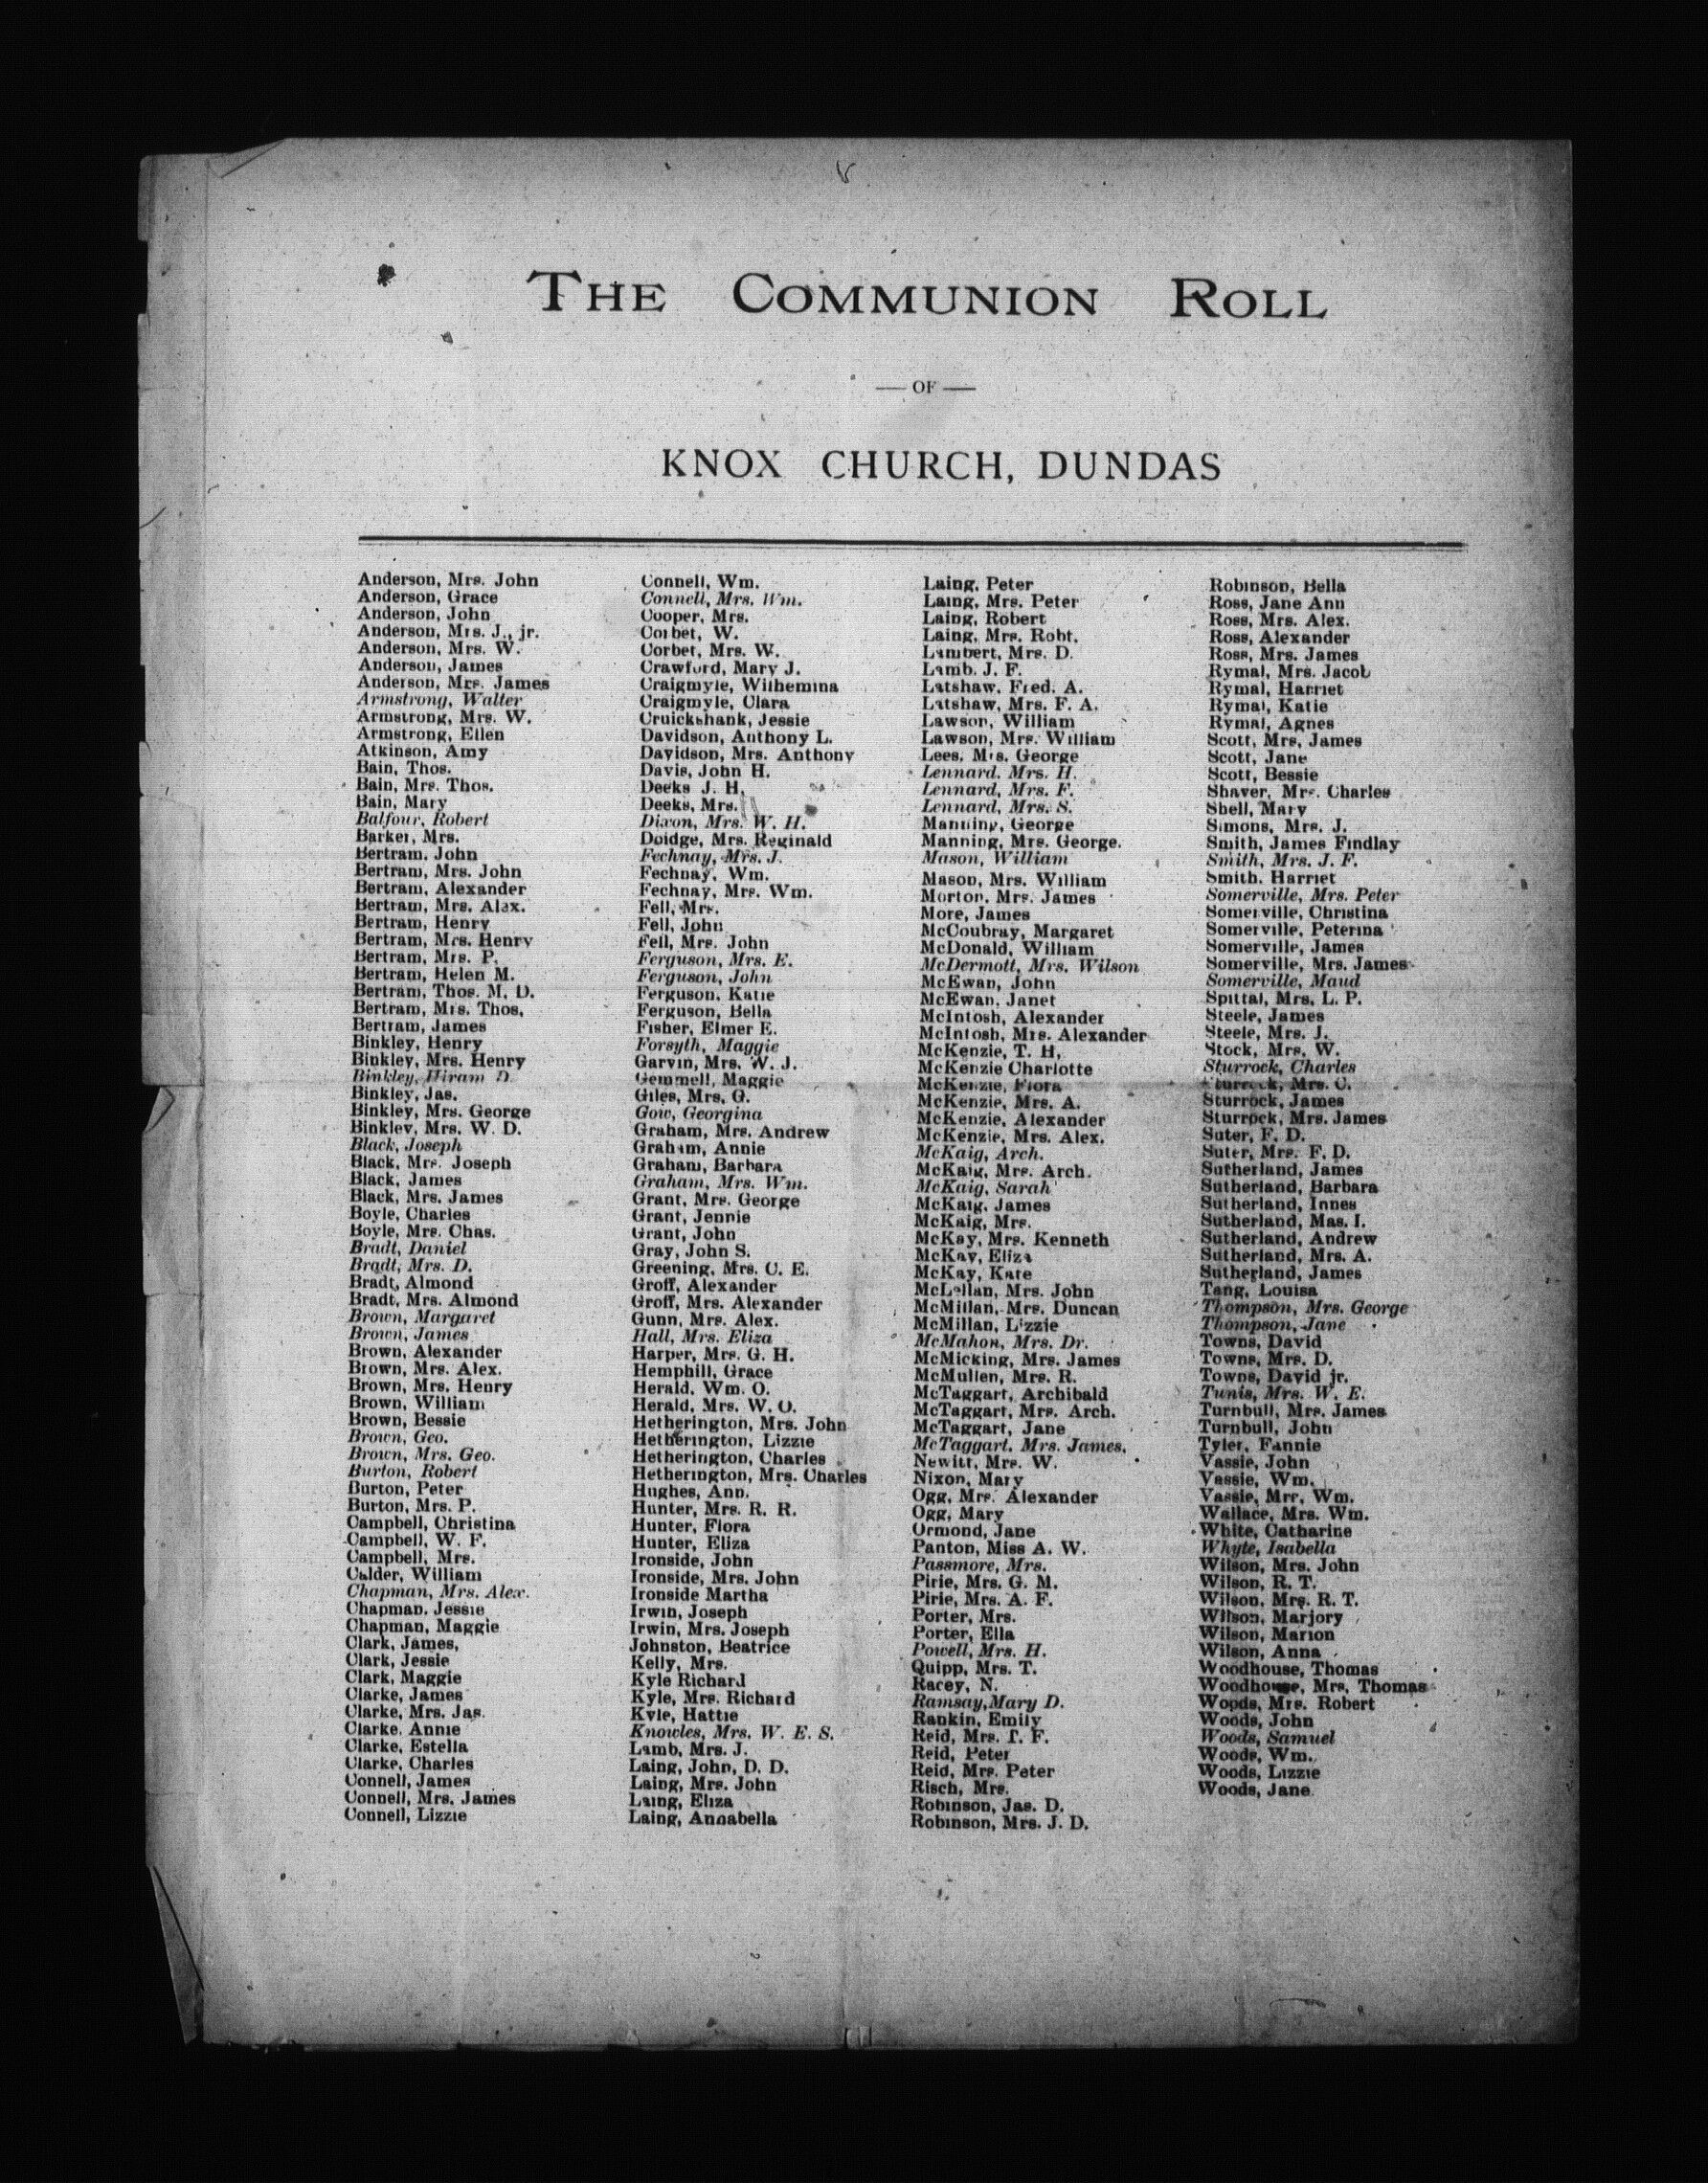 THE COMMUNION ROLL
— OF —
KNOX CHURCH, DUNDAS
Anderson, Mrs. John
Anderson, Grace
Anderson, John
Anderson, Mrs. J., jr.
Anderson, Mrs. W.
Anderson, James
Anderson, Mrs. James
Armstrong, Walter
Armstrong, Mrs. W.
Armstrong, Ellen
Atkinson, Amy
Bain, Thos.
Bain, Mrs. Thos.
Bain, Mary
Balfour, Robert
Barker, Mrs.
Bertram, John
Bertram, Mrs. John
Bertram, Alexander
Bertram, Mrs. Alex.
Bertram, Henry
Bertram, Mrs. Henry
Bertram, Mrs. P.
Bertram, Helen M.
Bertram, Thos. M. D.
Bertram, Mrs. Thos.
Bertram, James
Binkley, Henry
Binkley, Mrs. Henry
Binkley, Hiram D.
Binkley, Jas.
Binkley, Mrs. George
Binkley, Mrs. W. D.
Black, Joseph
Black, Mrs. Joseph
Black, James
Black, Mrs. James
Boyle, Charles
Boyle, Mrs. Chas.
Bradt, Daniel
Bradt, Mrs. D.
Bradt, Almond
Bradt, Mrs. Almond
Brown, Margaret
Brown, James
Brown, Alexander
Brown, Mrs. Alex.
Brown, Mrs. Henry
Brown, William
Brown, Bessie
Brown, Geo.
Brown, Mrs. Geo.
Burton, Robert
Burton, Peter
Burton, Mrs. P.
Campbell, Christina
Campbell, W. F.
Campbell, Mrs.
Calder, William
Chapman, Mrs. Alex.
Chapman, Jessie
Chapman, Maggie
Clark, James,
Clark, Jessie
Clark, Maggie
Clarke, James
Clarke, Mrs. Jas.
Clarke, Annie
Clarke, Estella
Clarke, Charles
Connell, James
Connell, Mrs. James
Connell, Lizzie
Connell, Wm.
Connell, Mrs. Wm.
Cooper, Mrs.
Corbet, W.
Corbet, Mrs. W.
Crawford, Mary J.
Craigmyle, Wilhemina
Craigmyle, Clara
Cruickshank, Jessie
Davidson, Anthony L.
Davidson, Mrs. Anthony
Davis, John H.
Deeks J. H.
Deeks, Mrs.
Dixon, Mrs. W. H.
Doidge, Mrs. Reginald
Fechnay, Mrs. J.
Fechnay, Wm.
Fechnay, Mrs. Wm.
Fell, Mrs.
Fell, John
Fell, Mrs. John
Ferguson, Mrs. E.
Ferguson, John
Ferguson, Katie
Ferguson, Bella
Fisher, Elmer E.
Forsyth, Maggie
Garvin, Mrs. W. J.
Gemmell, Maggie
Giles, Mrs. G.
Gow, Georgina
Graham, Mrs. Andrew
Graham, Annie
Graham, Barbara
Graham, Mrs. Wm.
Grant, Mrs. George
Grant, Jennie
Grant, John
Gray, John S.
Greening, Mrs. C. E.
Groff, Alexander
Groff, Mrs. Alexander
Gunn, Mrs. Alex.
Hall, Mrs. Eliza
Harper, Mrs. G. H.
Hemphill, Grace
Herald, Wm. O.
Herald, Mrs. W. O.
Hetherington, Mrs. John
Hetherington, Lizzie
Hetherington, Charles
Hetherington, Mrs. Charles
Hughes, Ann.
Hunter, Mrs. R. R.
Hunter, Flora
Hunter, Eliza
Ironside, John
Ironside, Mrs. John
Ironside Martha
Irwin, Joseph
Irwin, Mrs. Joseph
Johnston, Beatrice
Kelly, Mrs.
Kyle Richard
Kyle, Mrs. Richard
Kyle, Hattie
Knowles, Mrs. W. E. S.
Lamb, Mrs. J.
Laing, John, D. D.
Laing, Mrs. John
Laing, Eliza
Laing, Annabella
Laing, Peter
Laing, Mrs. Peter
Laing, Robert
Laing, Mrs. Robt.
Lambert, Mrs. D.
Lamb, J. F.
Latshaw, Fred. A.
Latshaw, Mrs. F. A.
Lawson, William
Lawson, Mrs. William
Lees, Mrs. George
Lennard, Mrs. H.
Lennard, Mrs. F.
Lennard, Mrs. S.
Manning, George
Manning, Mrs. George.
Mason, William
Mason, Mrs. William
Morton, Mrs. James
More, James
McCoubray, Margaret
McDonald, William
McDermott, Mrs. Wilson
McEwan, John
McEwan, Janet
McIntosh, Alexander
McIntosh, Mrs. Alexander
McKenzie, T. H.
McKenzie Charlotte
McKenzie, Flora
McKenzie, Mrs. A.
McKenzie, Alexander
McKenzie, Mrs. Alex.
McKaig, Arch.
McKaig, Mrs. Arch.
McKaig, Sarah
McKaig, James
McKaig, Mrs.
McKay, Mrs. Kenneth
McKay, Eliza
McKay, Kate
McLellan, Mrs. John
McMillan, Mrs. Duncan
McMillan, Lizzie
McMahon, Mrs. Dr.
McMicking, Mrs. James
McMullen, Mrs. R.
McTaggart, Archibald
McTaggart, Mrs. Arch.
McTaggart, Jane
McTaggart, Mrs. James,
Newitt, Mrs. W.
Nixon, Mary
Ogg, Mrs. Alexander
Ogg, Mary
Ormond, Jane
Panton, Miss A. W.
Passmore, Mrs.
Pirie, Mrs. G. M.
Pirie, Mrs. A. F.
Porter, Mrs.
Porter, Ella
Powell, Mrs. H.
Quipp, Mrs. T.
Racey, N.
Ramsay, Mary D.
Rankin, Emily
Reid, Mrs. T. F.
Reid, Peter
Reid, Mrs. Peter
Risch, Mrs.
Robinson, Jas. D.
Robinson, Mrs. J. D.
Robinson, Bella
Ross, Jane Ann
Ross, Mrs. Alex.
Ross, Alexander
Ross, Mrs. James
Rymal, Mrs. Jacob
Rymal, Harriet
Rymal, Katie
Rymal, Agnes
Scott, Mrs. James
Scott, Jane
Scott, Bessie
Shaver, Mrs. Charles
Shell, Mary
Simons, Mrs. J.
Smith, James Findlay
Smith, Mrs. J. F.
Smith, Harriet
Somerville, Mrs. Peter
Somerville, Christina
Somerville, Peterina
Somerville, James
Somerville, Mrs. James
Somerville, Maud
Spittal, Mrs. L. P.
Steele, James
Steele, Mrs. J.
Stock, Mrs. W.
Sturrock, Charles
Sturrock, Mrs. C.
Sturrock, James
Sturrock, Mrs. James
Suter, F. D.
Suter, Mrs. F. D.
Sutherland, James
Sutherland, Barbara
Sutherland, Innes
Sutherland, Mas. I.
Sutherland, Andrew
Sutherland, Mrs. A.
Sutherland, James
Tang, Louisa
Thompson, Mrs. George
Thompson, Jane
Towns, David
Towns, Mrs. D.
Towns, David jr.
Tunis, Mrs. W. E.
Turnbull, Mrs. James
Turnbull, John
Tyler, Fannie
Vassie, John
Vassie, Wm.
Vassie, Mrs. Wm.
Wallace, Mrs. Wm.
White, Catharine
Whyte, Isabella
Wilson, Mrs. John
Wilson, R. T.
Wilson, Mrs. R. T.
Wilson, Marjory
Wilson, Marion
Wilson, Anna
Woodhouse, Thomas
Woodhouse, Mrs. Thomas
Woods, Mrs. Robert
Woods, John
Woods, Samuel
Woods, Wm.
Woods, Lizzie
Woods, Jane